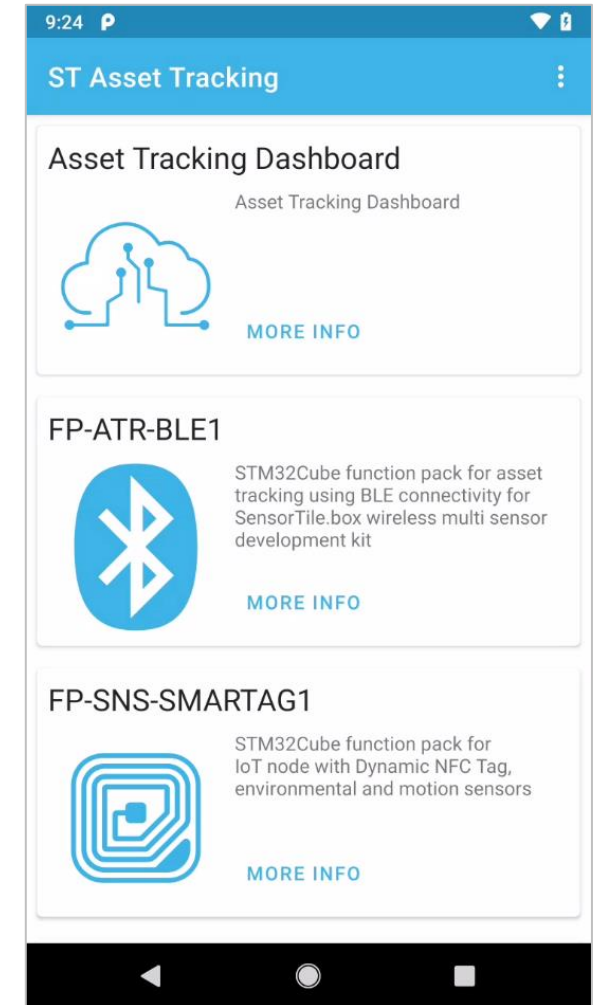 9:24
ST Asset Tracking
Asset Tracking Dashboard
Asset Tracking Dashboard
MORE INFO
FP-ATR-BLE1
STM32Cube function pack for asset
tracking using BLE connectivity for
SensorTile.box wireless multi sensor
development kit
MORE INFO
FP-SNS-SMARTAG1
STM32Cube function pack for
IoT node with Dynamic NFC Tag,
environmental and motion sensors
MORE INFO